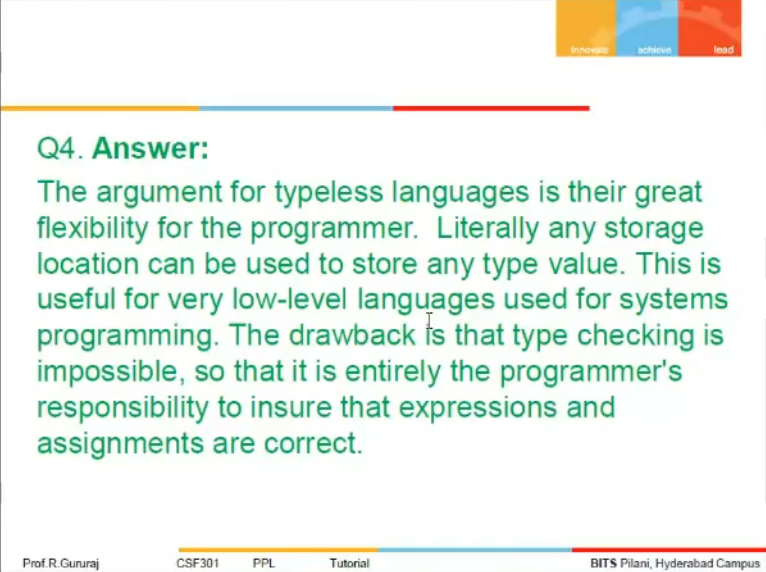 innovate achieve lead
Q4. Answer:
The argument for typeless languages is their great
flexibility for the programmer. Literally any storage
location can be used to store any type value. This is
useful for very low-level languages used for systems
programming. The drawback is that type checking is
impossible, so that it is entirely the programmer's
responsibility to insure that expressions and
assignments are correct.
Prof.R.Gururaj CSF301 PPL Tutorial BITS Pilani, Hyderabad Campus